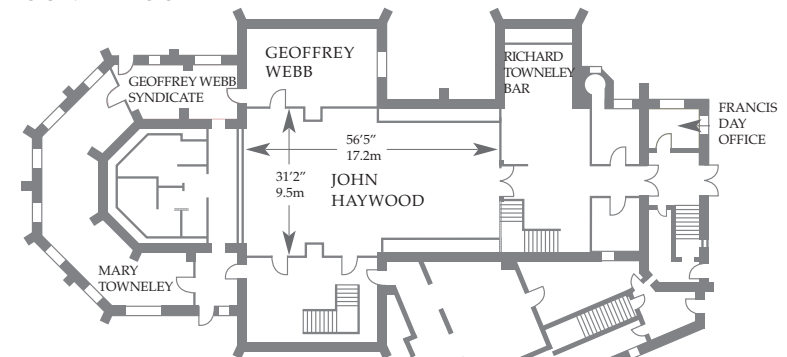 GEOFFREY
WEBB
RICHARD
TOWNELEY
BAR
GEOFFREY WEBB
SYNDICATE
FRANCIS
DAY
OFFICE
56'5"
17.2m
31'2"
9.5m
JOHN
HAYWOOD
MARY
TOWNELEY